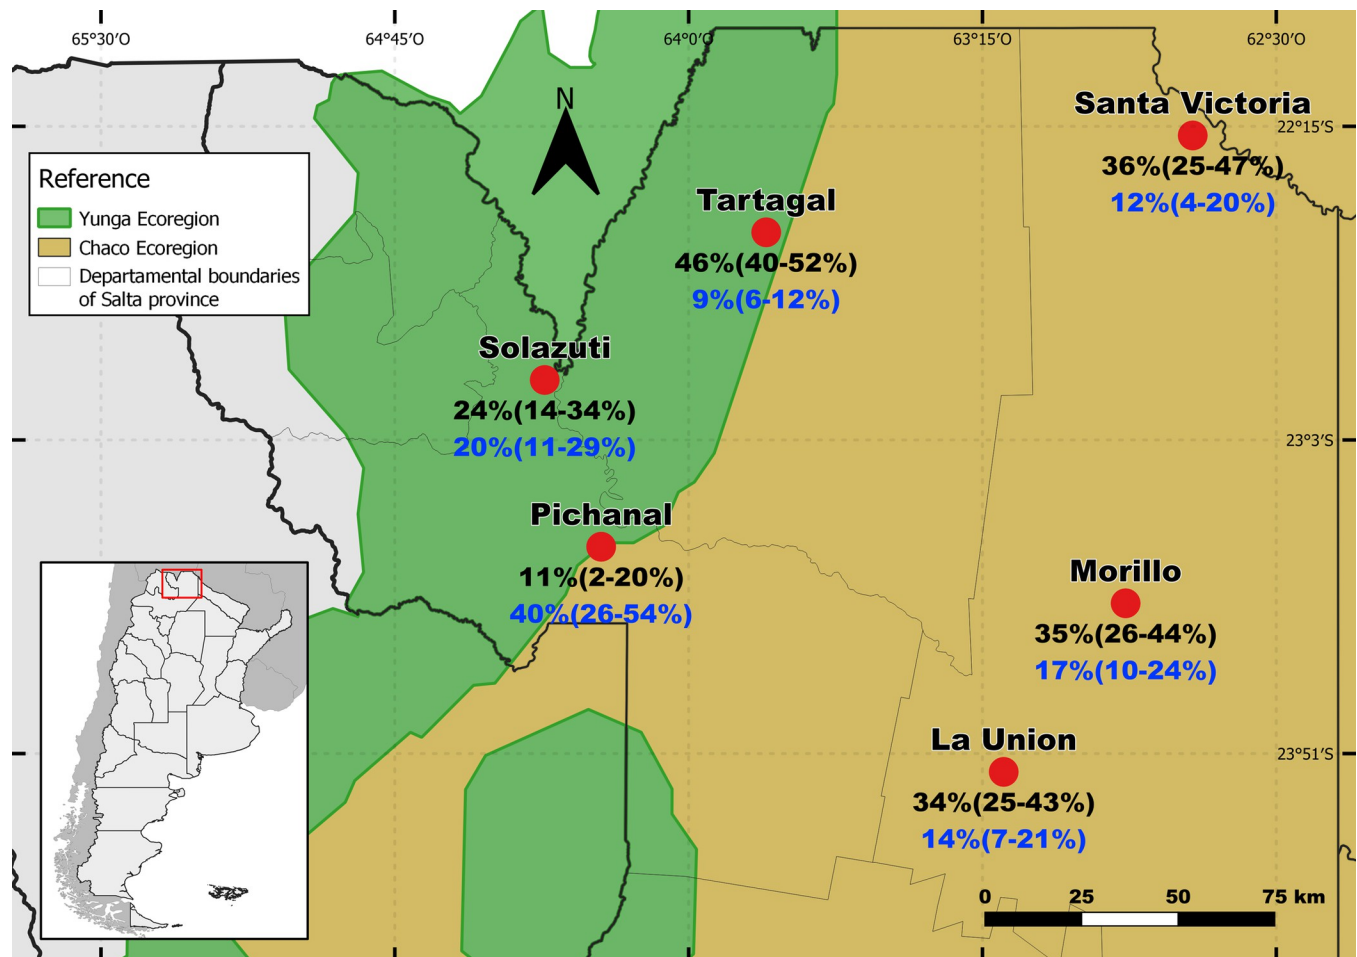 65°30′O
64°45′O
64°0′O
63°15′O
62°30′O
N
Santa Victoria
22°15′S
36%(25-47%)
12%(4-20%)
Reference
Yunga Ecoregion
Chaco Ecoregion
Departamental boundaries
of Salta province
Tartagal
46%(40-52%)
9%(6-12%)
Solazuti
24%(14-34%)
20%(11-29%)
23°3′S
Pichanal
11%(2-20%)
40%(26-54%)
Morillo
35%(26-44%)
17%(10-24%)
La Union
23°51′S
34%(25-43%)
14%(7-21%)
0 25 50 75 km